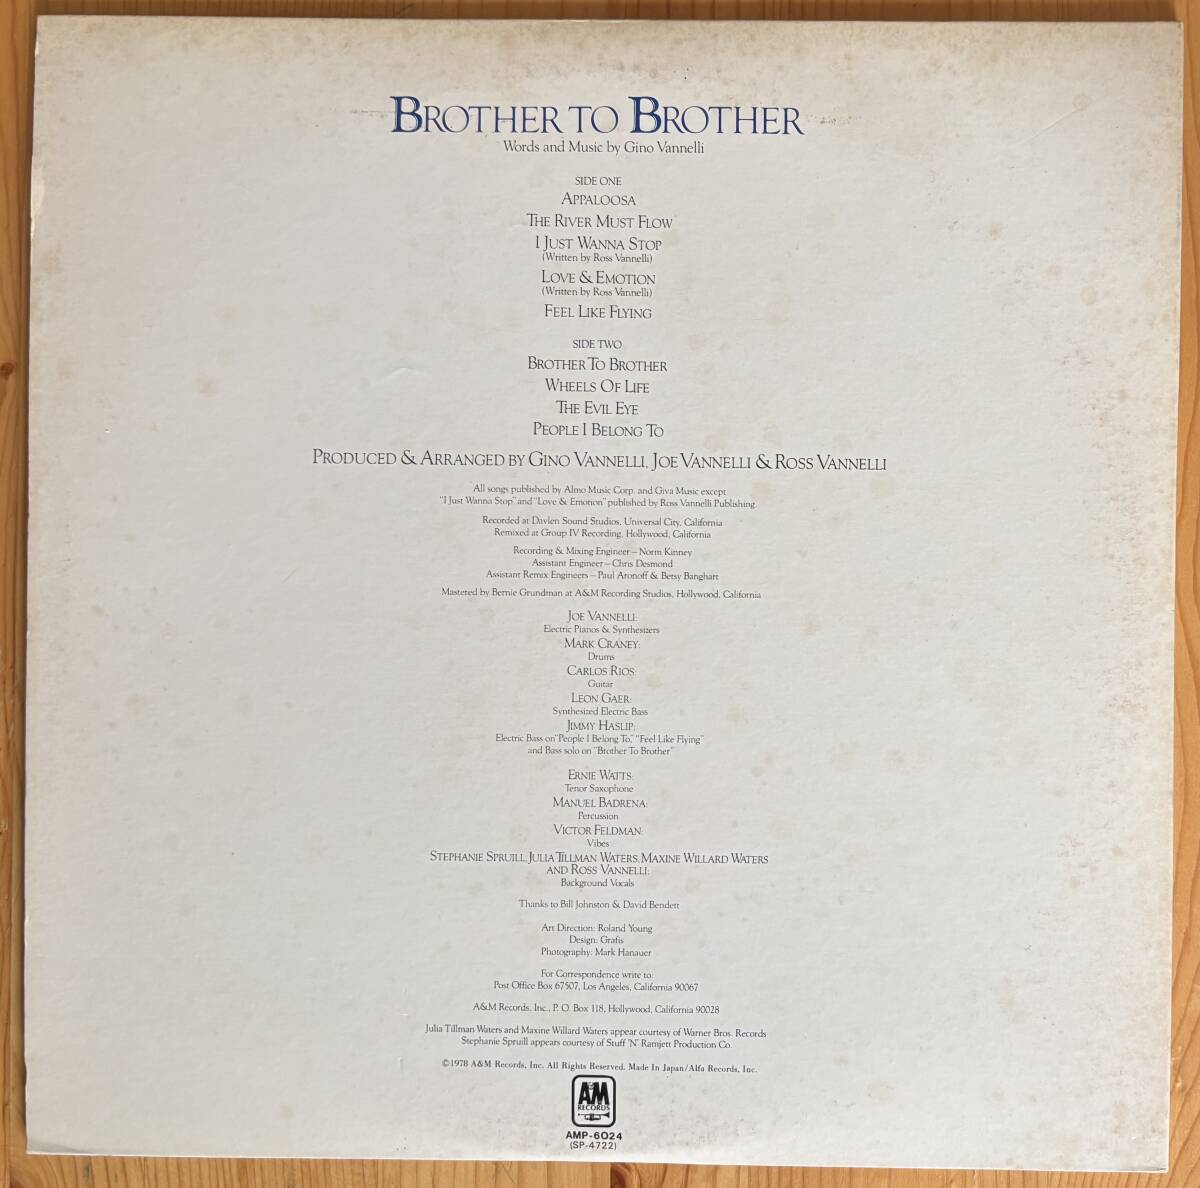 BROTHER TO BROTHER
Words and Music by Gino Vannelli
SIDE ONE
APPALOOSA
THE RIVER MUST FLOW
I JUST WANNA STOP
(Written by Ross Vannelli)
LOVE & EMOTION
(Written by Ross Vannelli)
FEEL LIKE FLYING
SIDE TWO
BROTHER TO BROTHER
WHEELS OF LIFE
THE EVIL EYE
PEOPLE I BELONG TO
PRODUCED & ARRANGED BY GINO VANNELLI, JOE VANNELLI & ROSS VANNELLI
All songs published by Almo Music Corp. and Giva Music except
"I Just Wanna Stop" and "Love & Emotion" published by Ross Vannelli Publishing.
Recorded at Davlen Sound Studios, Universal City, California
Remixed at Group IV Recording, Hollywood, California
Recording & Mixing Engineer – Norm Kinney
Assistant Engineer – Chris Desmond
Assistant Remix Engineers – Paul Aronoff & Betsy Banghart
Mastered by Bernie Grundman at A&M Recording Studios, Hollywood, California
JOE VANNELLI:
Electric Pianos & Synthesizers
MARK CRANEY:
Drums
CARLOS RIOS:
Guitar
LEON GAER:
Synthesized Electric Bass
JIMMY HASLIP:
Electric Bass on "People I Belong To," "Feel Like Flying"
and Bass solo on "Brother To Brother"
ERNIE WATTS:
Tenor Saxophone
MANUEL BADRENA:
Percussion
VICTOR FELDMAN:
Vibes
STEPHANIE SPRUILL, JULIA TILLMAN WATERS, MAXINE WILLARD WATERS
AND ROSS VANNELLI:
Background Vocals
Thanks to Bill Johnston & David Bendett
Art Direction: Roland Young
Design: Grafis
Photography: Mark Hanauer
For Correspondence write to:
Post Office Box 67507, Los Angeles, California 90067
A&M Records, Inc., P. O. Box 118, Hollywood, California 90028
Julia Tillman Waters and Maxine Willard Waters appear courtesy of Warner Bros. Records
Stephanie Spruill appears courtesy of Stuff 'N' Ramjett Production Co.
©1978 A&M Records, Inc. All Rights Reserved. Made In Japan/Alfa Records, Inc.
A&M
RECORDS
AMP-6024
(SP-4722)